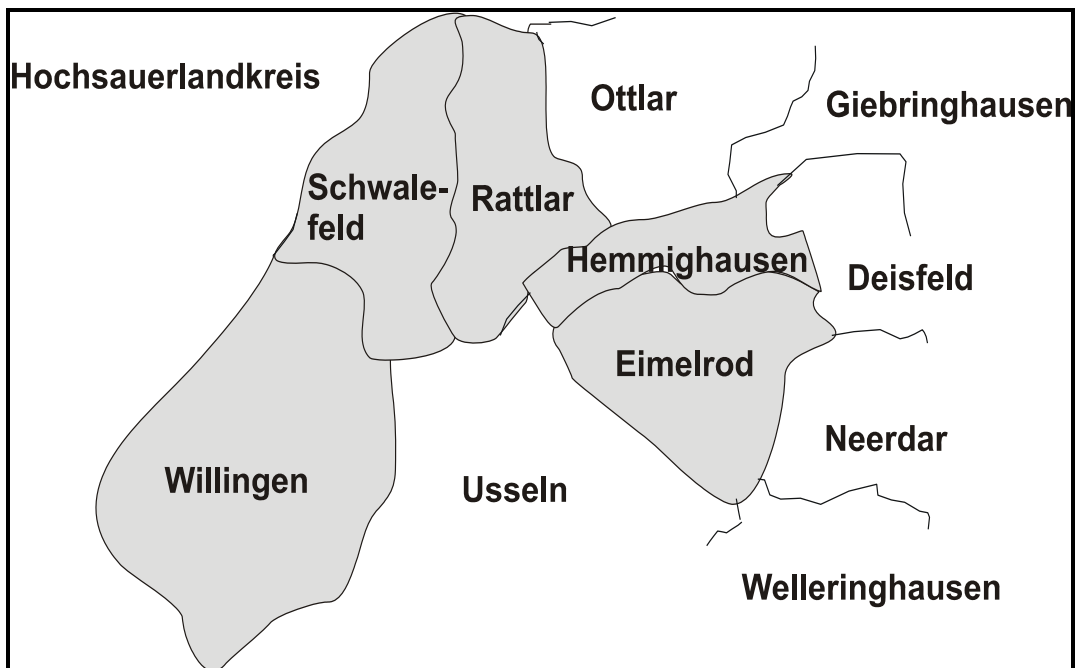 Hochsauerlandkreis
Ottlar
Giebringhausen
Schwale-
feld
Rattlar
Hemmighausen
Deisfeld
Eimelrod
Neerdar
Willingen
Usseln
Welleringhausen